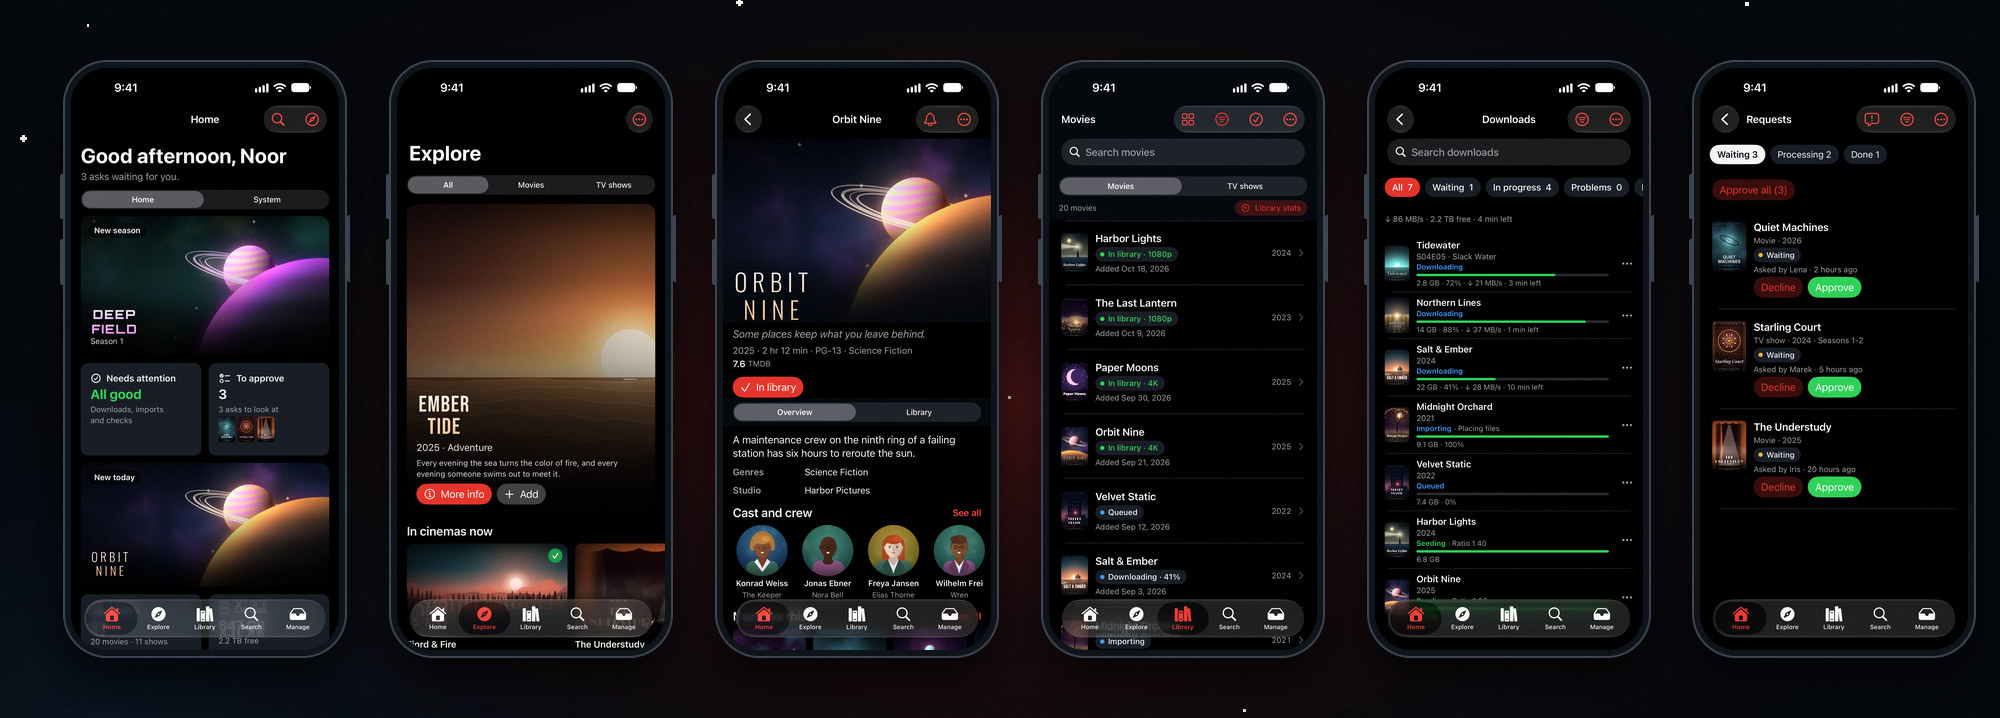 9:41
Home
Good afternoon, Noor
3 asks waiting for you.
Home
System
New season
DEEP
FIELD
Season 1
Needs attention
All good
Downloads, imports
and checks
To approve
3
3 asks to look at
New today
ORBIT
NINE
20 movies · 11 shows
2.2 TB free
Home
Explore
Library
Search
Manage
9:41
Explore
All
Movies
TV shows
EMBER
TIDE
2025 · Adventure
Every evening the sea turns the color of fire, and every
evening someone swims out to meet it.
More info
Add
In cinemas now
ord & Fire
The Understudy
Home
Explore
Library
Search
Manage
9:41
Orbit Nine
ORBIT
NINE
Some places keep what you leave behind.
2025 · 2 hr 12 min · PG-13 · Science Fiction
7.6 TMDB
In library
Overview
Library
A maintenance crew on the ninth ring of a failing
station has six hours to reroute the sun.
Genres
Science Fiction
Studio
Harbor Pictures
Cast and crew
See all
Konrad Weiss
Jonas Ebner
Freya Jansen
Wilhelm Frei
The Keeper
Nora Bell
Elias Thorne
Wren
Home
Explore
Library
Search
Manage
9:41
Movies
Search movies
Movies
TV shows
20 movies
Library stats
Harbor Lights
In library · 1080p
Added Oct 18, 2026
2024
The Last Lantern
In library · 1080p
Added Oct 9, 2026
2023
Paper Moons
In library · 4K
Added Sep 30, 2026
2025
Orbit Nine
In library · 4K
Added Sep 21, 2026
2025
Velvet Static
Queued
Added Sep 12, 2026
2022
Salt & Ember
Downloading · 41%
Added Sep 3, 2026
2024
Importing
2021
Home
Explore
Library
Search
Manage
9:41
Downloads
Search downloads
All 7
Waiting 1
In progress 4
Problems 0
↓ 86 MB/s · 2.2 TB free · 4 min left
Tidewater
S04E05 · Slack Water
Downloading
2.8 GB · 72% · ↓ 21 MB/s · 3 min left
Northern Lines
Downloading
14 GB · 88% · ↓ 37 MB/s · 1 min left
Salt & Ember
2024
Downloading
22 GB · 41% · ↓ 28 MB/s · 10 min left
Midnight Orchard
2021
Importing · Placing files
9.1 GB · 100%
Velvet Static
2022
Queued
7.4 GB · 0%
Harbor Lights
2024
Seeding · Ratio 1.40
6.8 GB
Orbit Nine
2025
Home
Explore
Library
Search
Manage
9:41
Requests
Waiting 3
Processing 2
Done 1
Approve all (3)
Quiet Machines
Movie · 2026
Waiting
Asked by Lena · 2 hours ago
Decline
Approve
Starling Court
TV show · 2024 · Seasons 1-2
Waiting
Asked by Marek · 5 hours ago
Decline
Approve
The Understudy
Movie · 2025
Waiting
Asked by Iris · 20 hours ago
Decline
Approve
Home
Explore
Library
Search
Manage